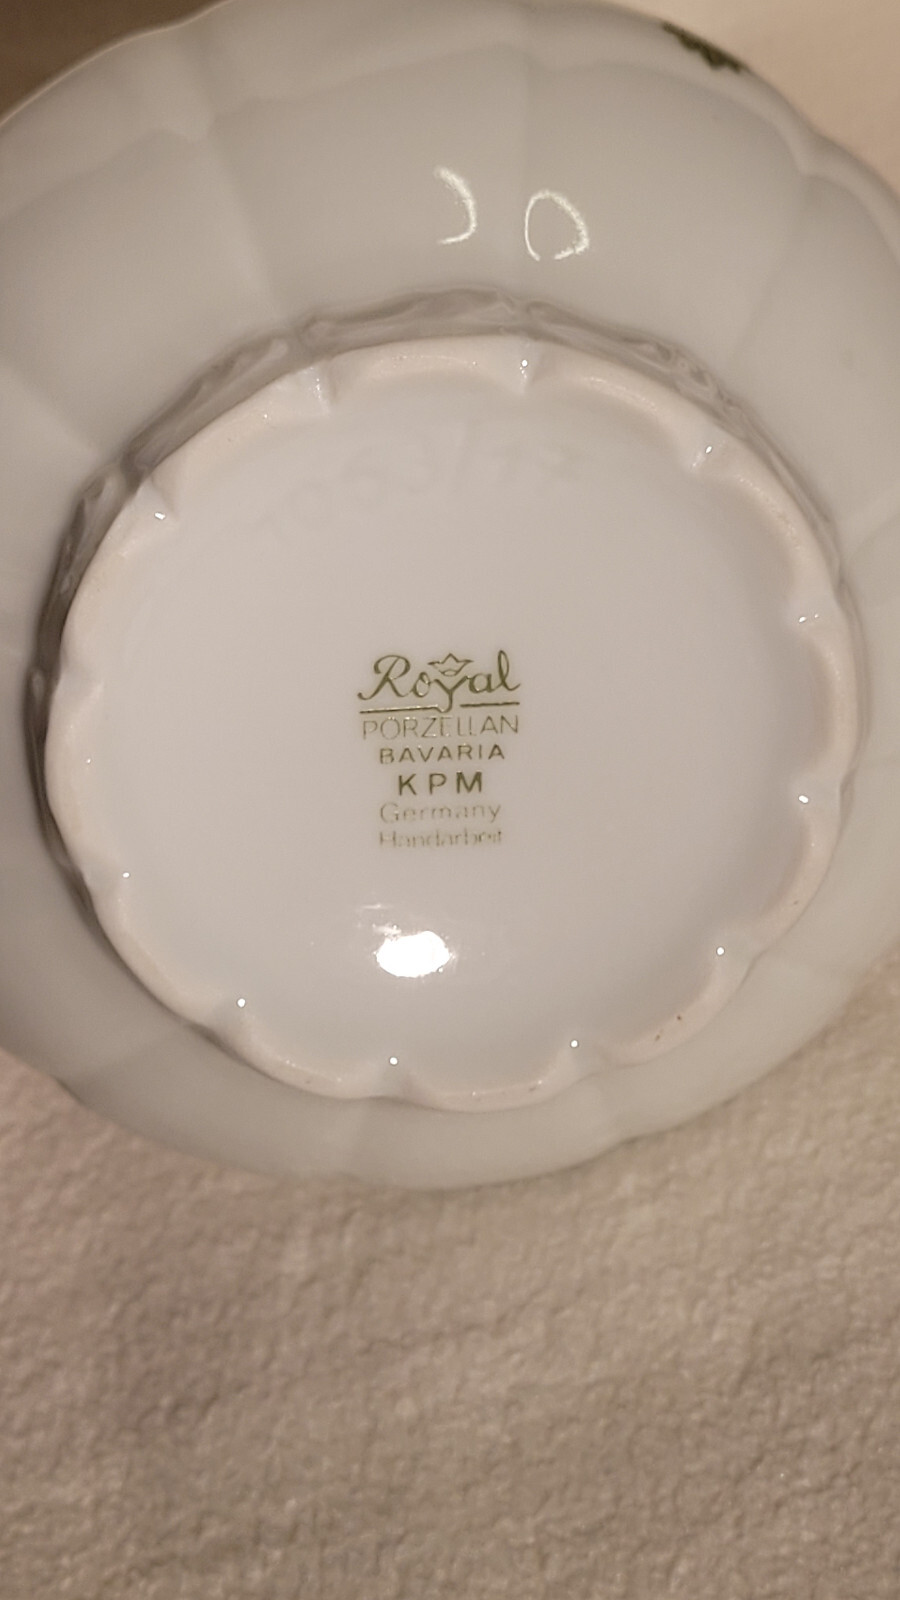 Royal
PORZELLAN
BAVARIA
KPM
Germany
Handarbeit